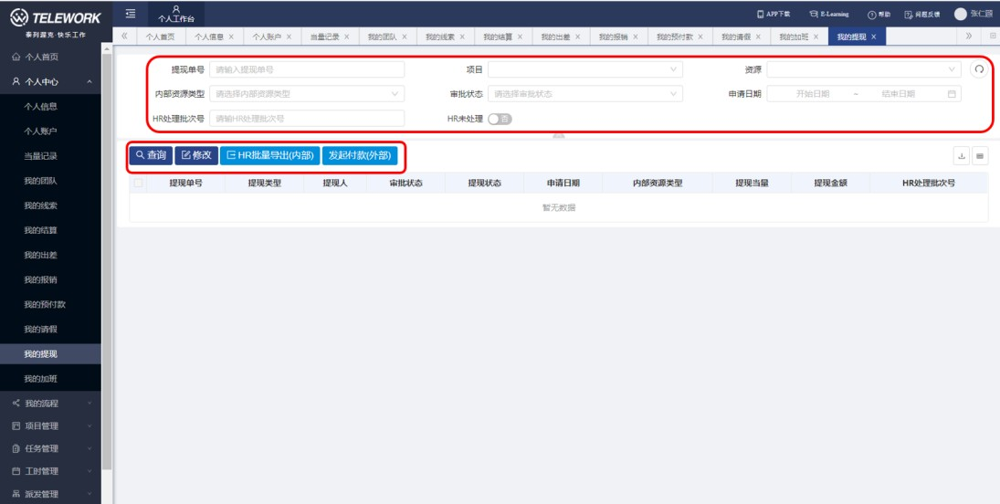 TELEWORK
泰列渥克·快乐工作
个人工作台
APP下载 E-Learning 帮助 问题反馈 张仁颐
个人首页 个人信息 个人账户 当量记录 我的团队 我的线索 我的结算 我的出差 我的报销 我的预付款 我的请假 我的加班 我的提现
个人首页
个人中心
个人信息
个人账户
当量记录
我的团队
我的线索
我的结算
我的出差
我的报销
我的预付款
我的请假
我的提现
我的加班
我的流程
项目管理
任务管理
工时管理
派发管理
提现单号 请输入提现单号 项目 资源
内部资源类型 请选择内部资源类型 审批状态 请选择审批状态 申请日期 开始日期 ~ 结束日期
HR处理批次号 请输HR处理批次号 HR未处理 否
查询 修改 HR批量导出(内部) 发起付款(外部)
提现单号 提现类型 提现人 审批状态 提现状态 申请日期 内部资源类型 提现当量 提现金额 HR处理批次号
暂无数据